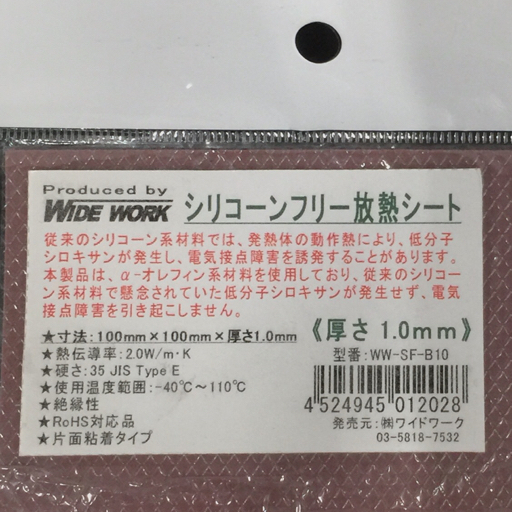 Produced by
WIDE WORK シリコーンフリー放熱シート
従来のシリコーン系材料では、発熱体の動作熱により、低分子
シロキサンが発生し、電気接点障害を誘発することがあります。
本製品は、α-オレフィン系材料を使用しており、従来のシリコー
ン系材料で懸念されていた低分子シロキサンが発生せず、電気
接点障害を引き起こしません。
★寸法:100mm×100mm×厚さ1.0mm
★熱伝導率:2.0W/m・K
★硬さ:35 JIS Type E
★使用温度範囲:-40℃～110℃
★絶縁性
★RoHS対応品
★片面粘着タイプ
《厚さ 1.0mm》
型番:WW-SF-B10
4 524945 012028
発売元:㈱ワイドワーク
03-5818-7532